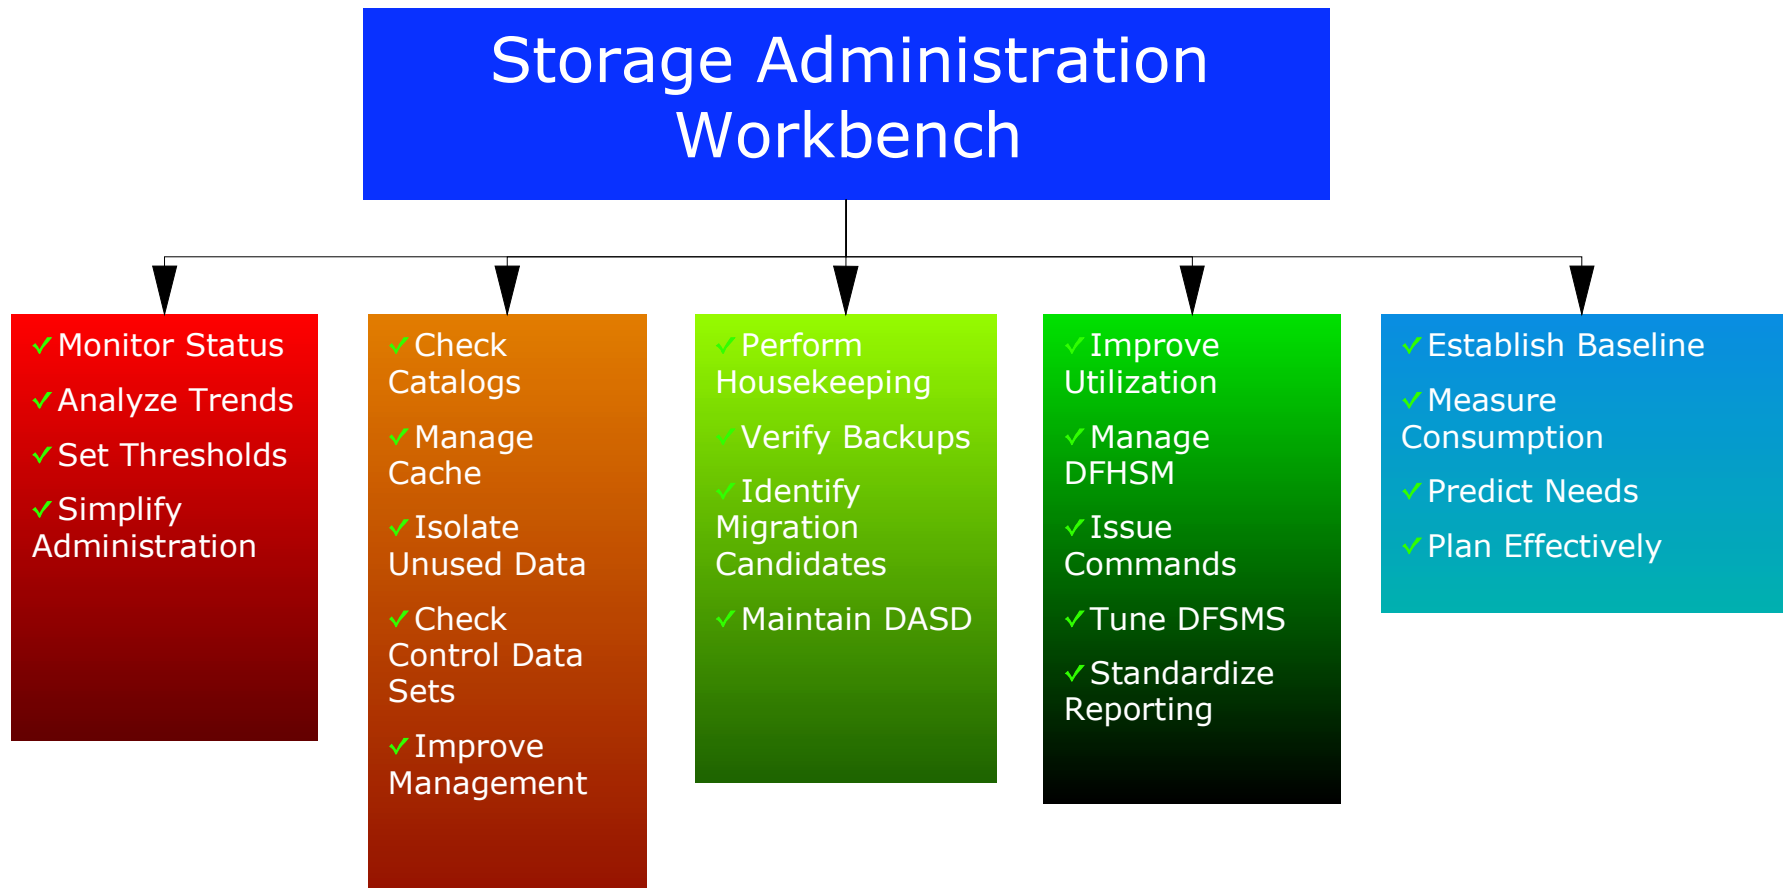 Storage Administration
Workbench
✓Monitor Status
✓Analyze Trends
✓Set Thresholds
✓Simplify
Administration
✓Check
Catalogs
✓Manage
Cache
✓Isolate
Unused Data
✓Check
Control Data
Sets
✓Improve
Management
✓Perform
Housekeeping
✓Verify Backups
✓Identify
Migration
Candidates
✓Maintain DASD
✓Improve
Utilization
✓Manage
DFHSM
✓Issue
Commands
✓Tune DFSMS
✓Standardize
Reporting
✓Establish Baseline
✓Measure
Consumption
✓Predict Needs
✓Plan Effectively